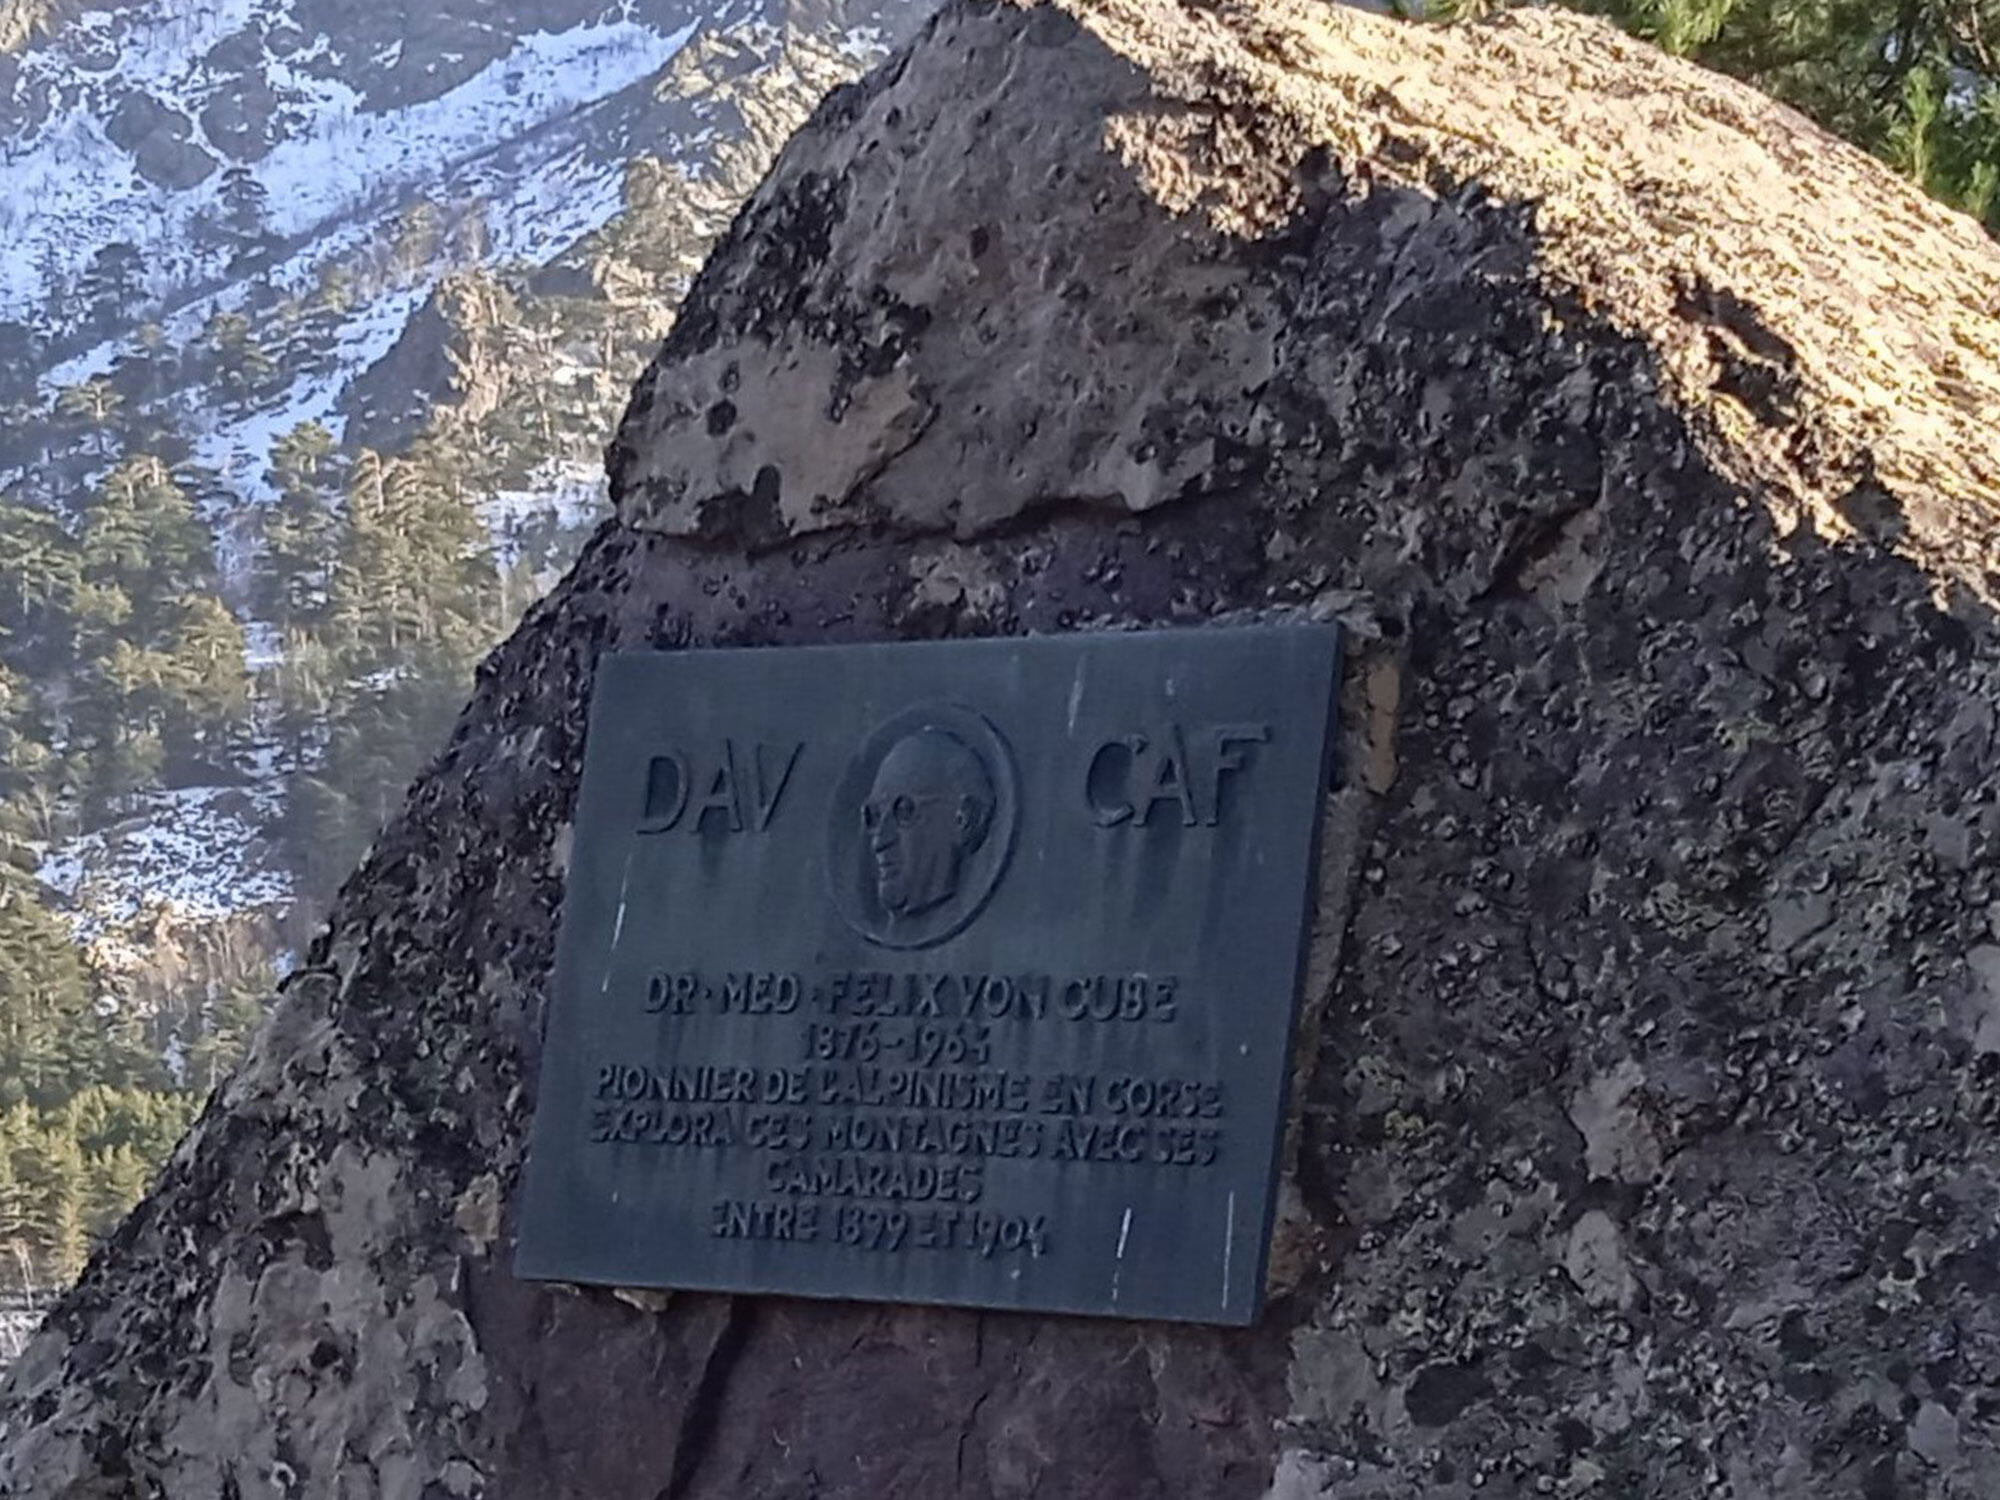 DAV CAF
DR·MED·FELIX VON CUBE
1876-1964
PIONNIER DE L'ALPINISME EN CORSE
EXPLORA CES MONTAGNES AVEC SES
CAMARADES
ENTRE 1899 ET 1904